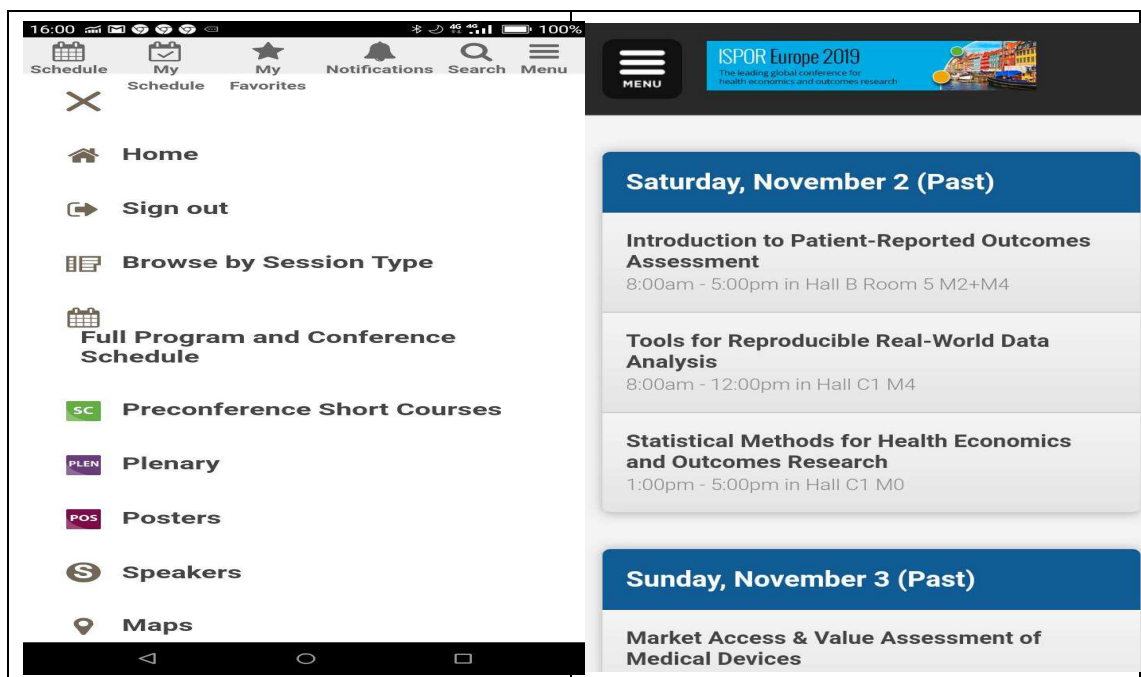 16:00
4G 4G 100%
Schedule
My Schedule
My Favorites
Notifications
Search
Menu
Home
Sign out
Browse by Session Type
Full Program and Conference
Schedule
SC Preconference Short Courses
PLEN Plenary
POS Posters
S Speakers
Maps
MENU
ISPOR Europe 2019
The leading global conference for
health economics and outcomes research
Saturday, November 2 (Past)
Introduction to Patient-Reported Outcomes
Assessment
8:00am - 5:00pm in Hall B Room 5 M2+M4
Tools for Reproducible Real-World Data
Analysis
8:00am - 12:00pm in Hall C1 M4
Statistical Methods for Health Economics
and Outcomes Research
1:00pm - 5:00pm in Hall C1 M0
Sunday, November 3 (Past)
Market Access & Value Assessment of
Medical Devices